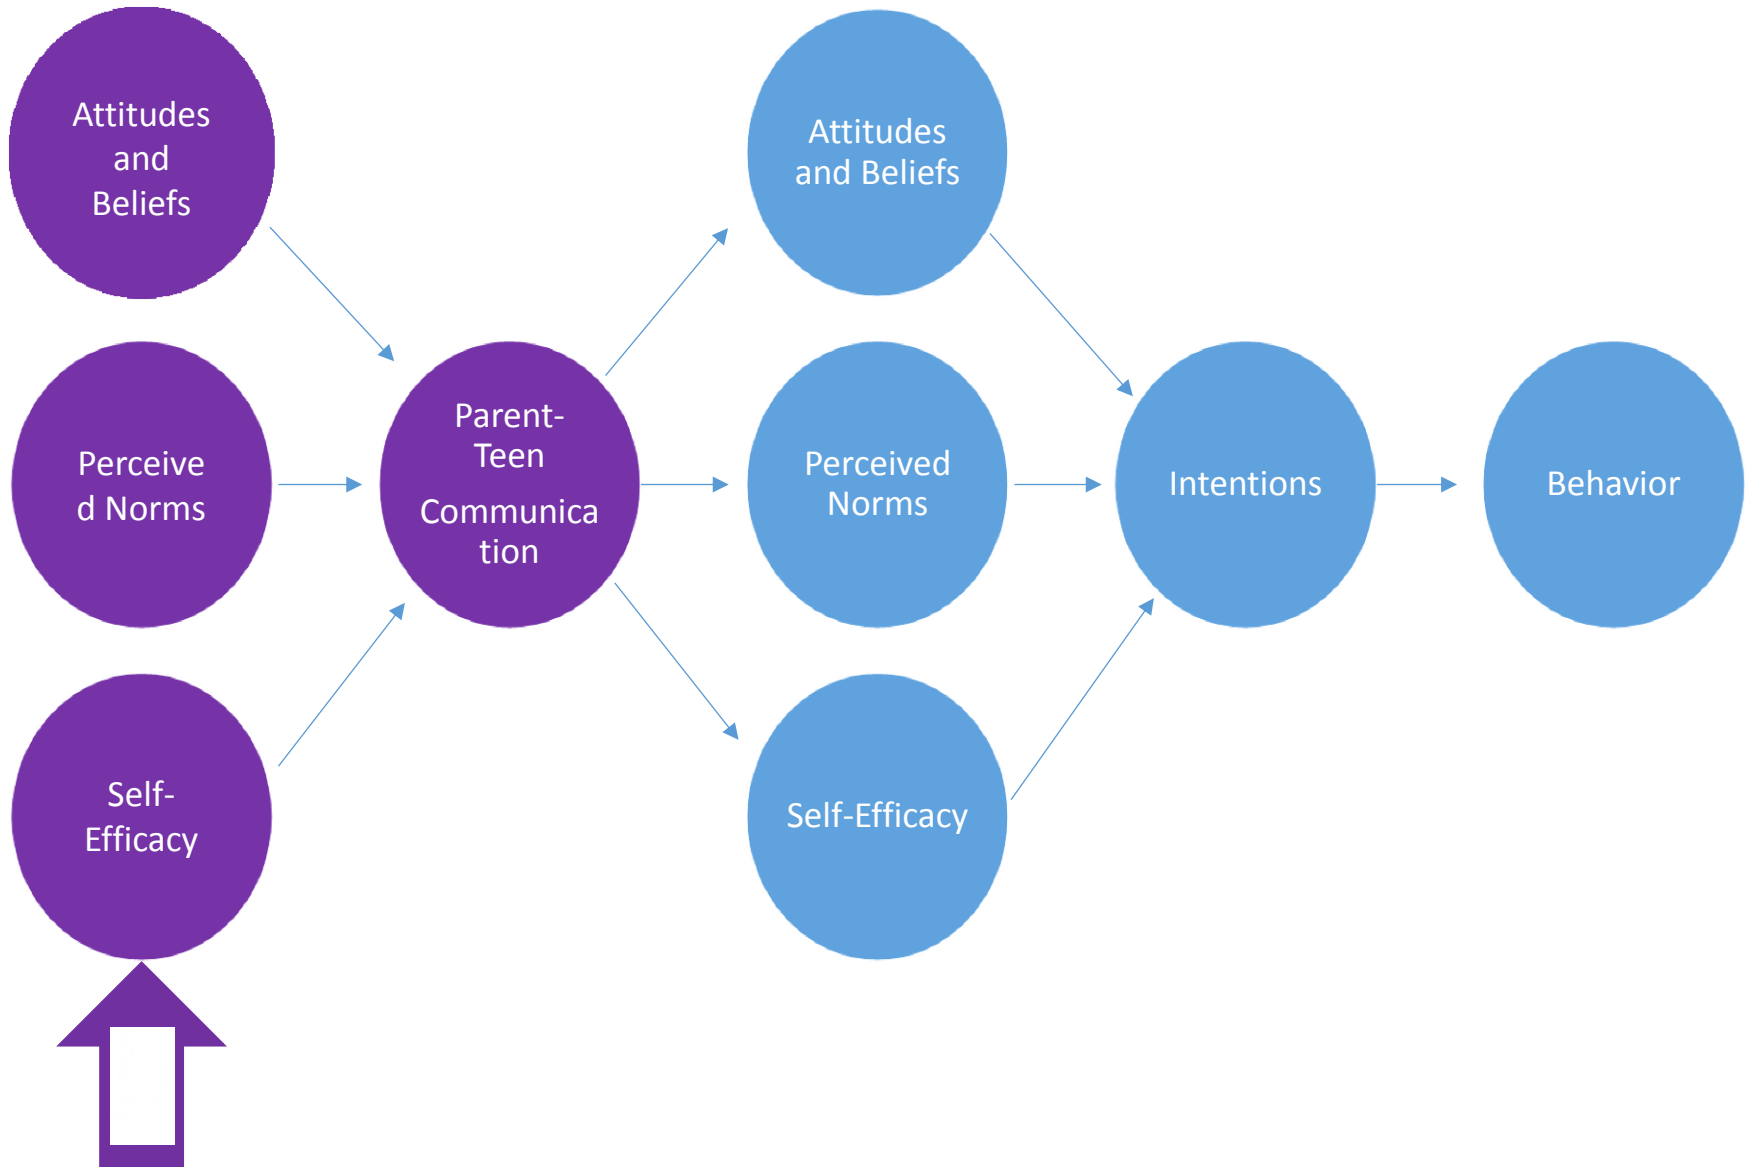 Attitudes
and
Beliefs
Perceive
d Norms
Self-
Efficacy
Parent-
Teen
Communica
tion
Attitudes
and Beliefs
Perceived
Norms
Self-Efficacy
Intentions
Behavior